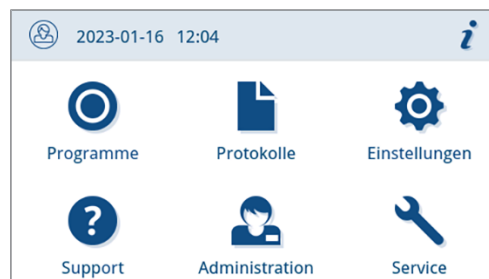 2023-01-16 12:04
Programme Protokolle Einstellungen
Support Administration Service